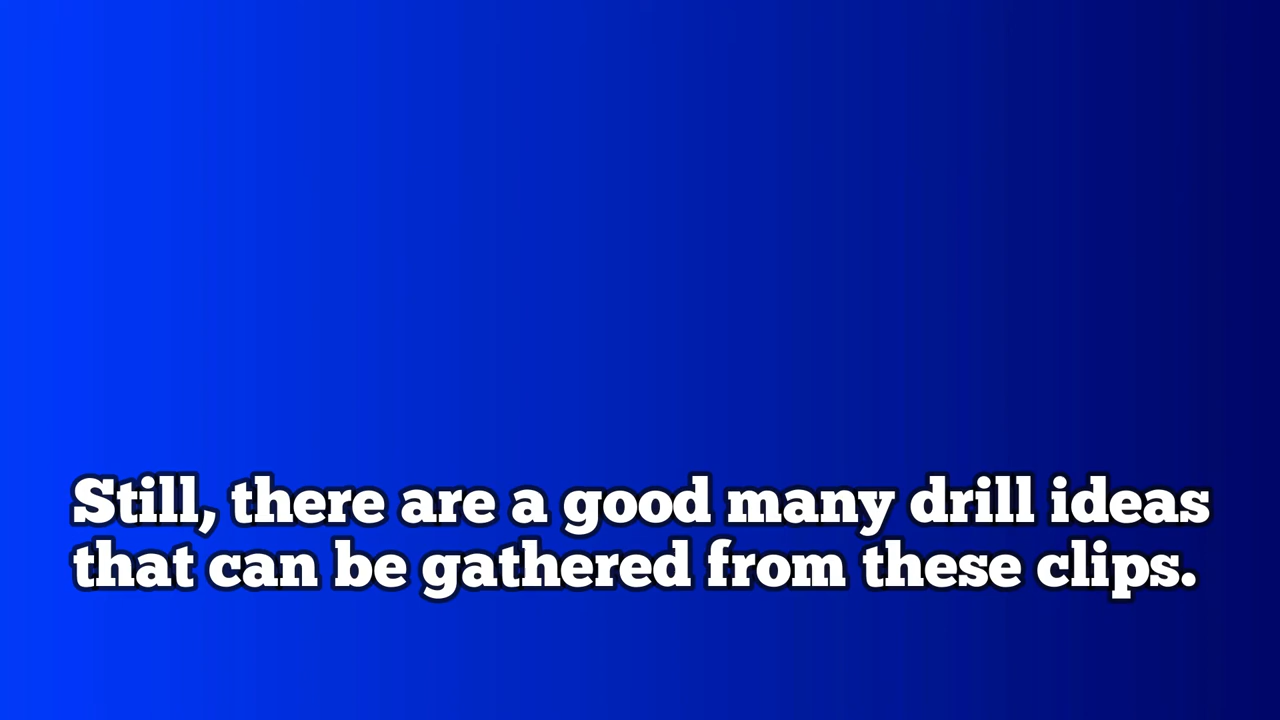 Still, there are a good many drill ideas
that can be gathered from these clips.